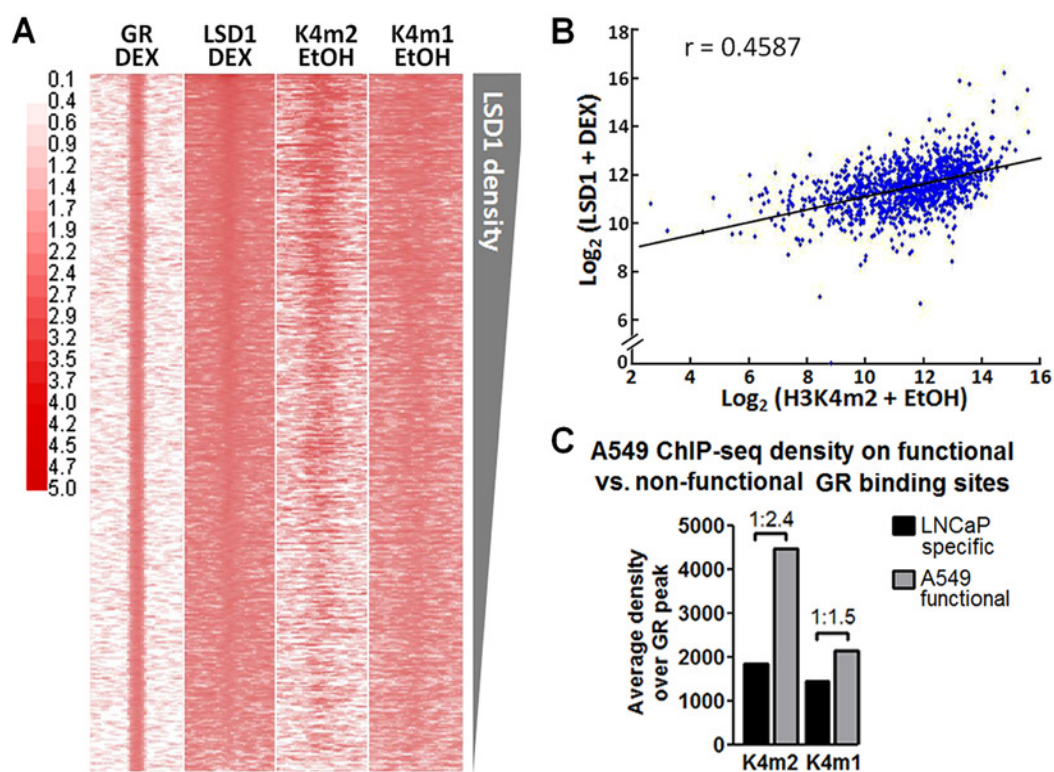 A
GR LSD1 K4m2 K4m1
DEX DEX EtOH EtOH
0.1
0.4
0.6
0.9
1.2
1.4
1.7
1.9
2.2
2.4
2.7
2.9
3.2
3.5
3.7
4.0
4.2
4.5
4.7
5.0
LSD1 density
B
r = 0.4587
Log2 (LSD1 + DEX)
18
16
14
12
10
8
6
0
2 4 6 8 10 12 14 16
Log2 (H3K4m2 + EtOH)
C A549 ChIP-seq density on functional
vs. non-functional GR binding sites
Average density
over GR peak
5000
4000
3000
2000
1000
0
1:2.4
1:1.5
K4m2 K4m1
LNCaP
specific
A549
functional